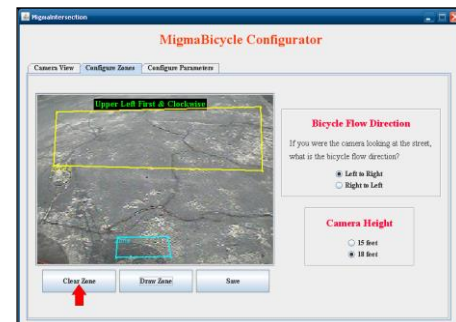 MigmaIntersection
MigmaBicycle Configurator
Camera View
Configure Zones
Configure Parameters
Upper Left First & Clockwise
Bicycle Flow Direction
If you were the camera looking at the street,
what is the bicycle flow direction?
Left to Right
Right to Left
Camera Height
15 feet
18 feet
Clear Zone
Draw Zone
Save